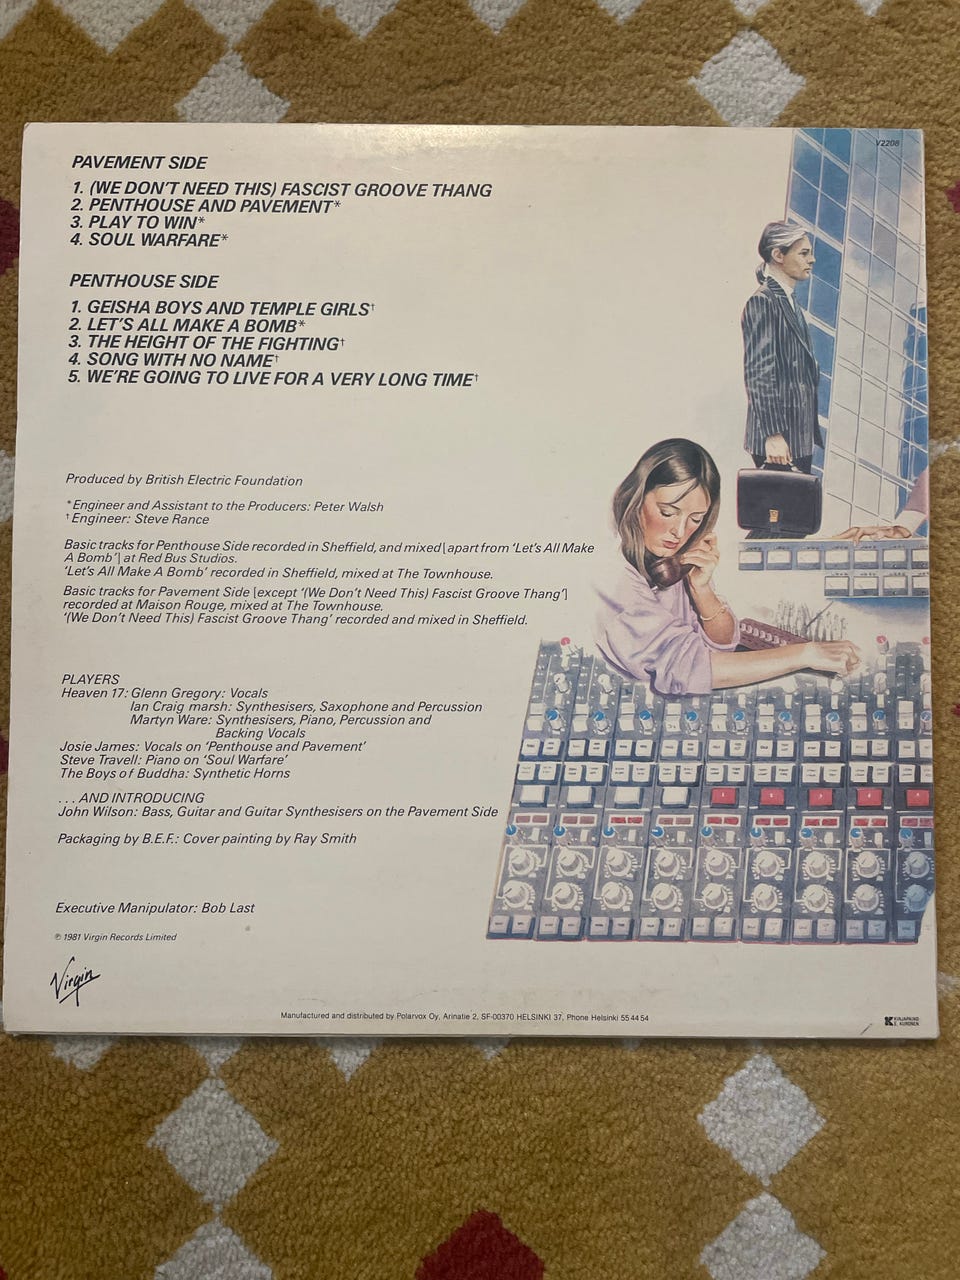 V2208
PAVEMENT SIDE
1. (WE DON'T NEED THIS) FASCIST GROOVE THANG
2. PENTHOUSE AND PAVEMENT*
3. PLAY TO WIN*
4. SOUL WARFARE*
PENTHOUSE SIDE
1. GEISHA BOYS AND TEMPLE GIRLS†
2. LET'S ALL MAKE A BOMB*
3. THE HEIGHT OF THE FIGHTING†
4. SONG WITH NO NAME†
5. WE'RE GOING TO LIVE FOR A VERY LONG TIME†
Produced by British Electric Foundation
*Engineer and Assistant to the Producers: Peter Walsh
†Engineer: Steve Rance
Basic tracks for Penthouse Side recorded in Sheffield, and mixed [apart from 'Let's All Make
A Bomb'] at Red Bus Studios.
'Let's All Make A Bomb' recorded in Sheffield, mixed at The Townhouse.
Basic tracks for Pavement Side [except '(We Don't Need This) Fascist Groove Thang']
recorded at Maison Rouge, mixed at The Townhouse.
'(We Don't Need This) Fascist Groove Thang' recorded and mixed in Sheffield.
PLAYERS
Heaven 17: Glenn Gregory: Vocals
Ian Craig marsh: Synthesisers, Saxophone and Percussion
Martyn Ware: Synthesisers, Piano, Percussion and
Backing Vocals
Josie James: Vocals on 'Penthouse and Pavement'
Steve Travell: Piano on 'Soul Warfare'
The Boys of Buddha: Synthetic Horns
. . . AND INTRODUCING
John Wilson: Bass, Guitar and Guitar Synthesisers on the Pavement Side
Packaging by B.E.F.: Cover painting by Ray Smith
Executive Manipulator: Bob Last
℗ 1981 Virgin Records Limited
Virgin
Manufactured and distributed by Polarvox Oy, Arinatie 2, SF-00370 HELSINKI 37, Phone Helsinki 55 44 54
KIRJAPAINO
E. KURONEN